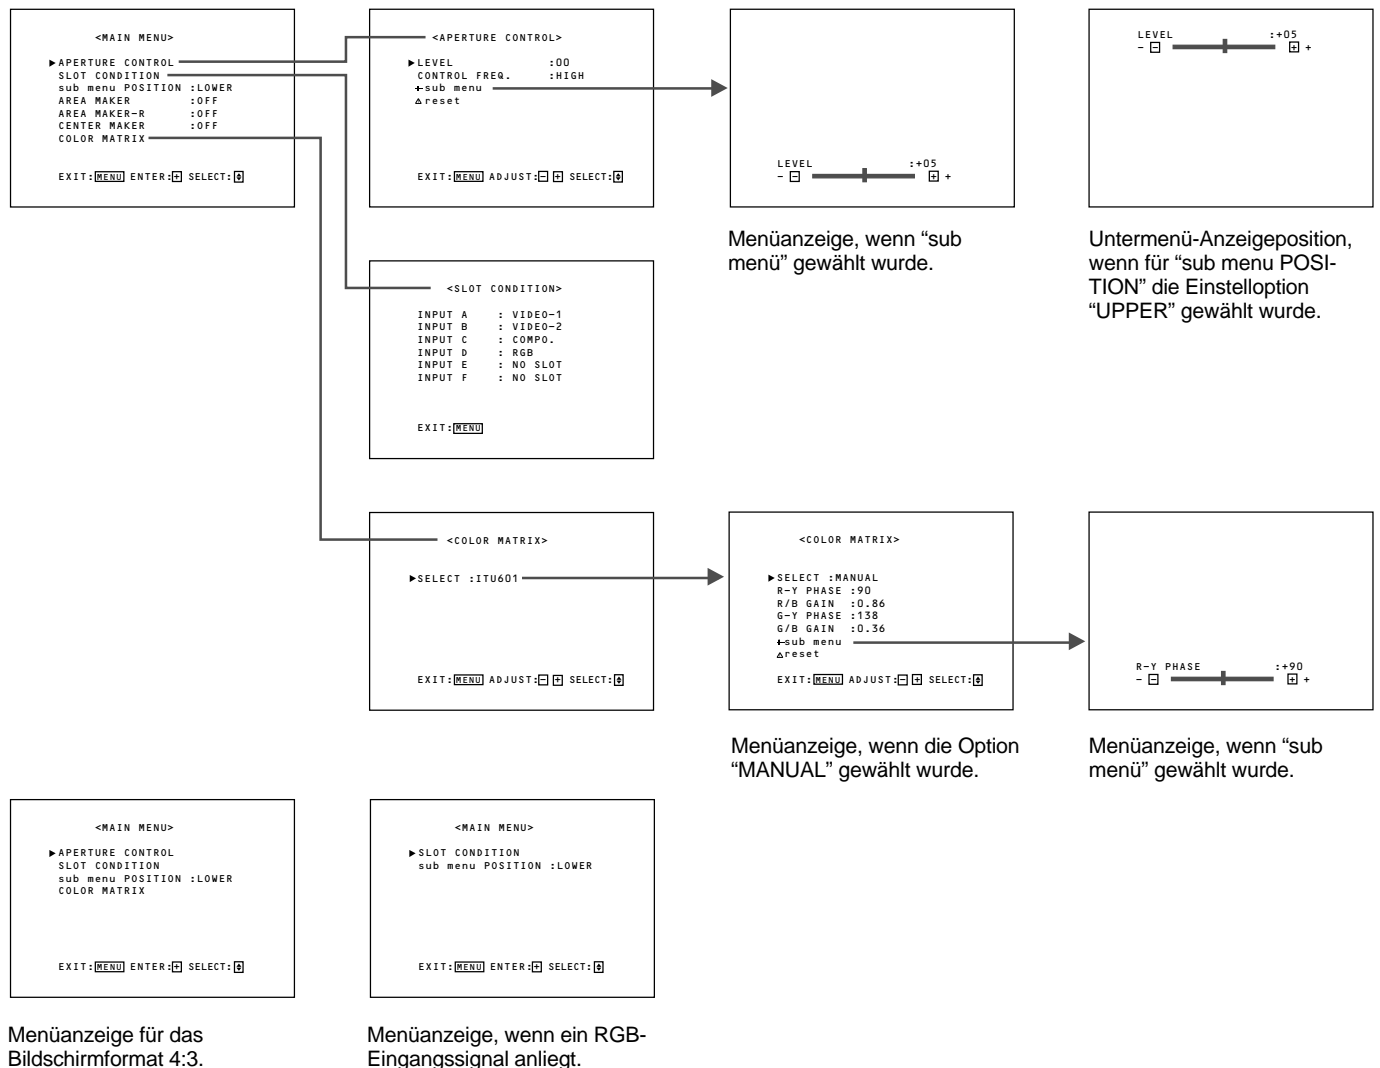 <MAIN MENU>
▶APERTURE CONTROL
SLOT CONDITION
sub menu POSITION :LOWER
AREA MAKER :OFF
AREA MAKER-R :OFF
CENTER MAKER :OFF
COLOR MATRIX
EXIT:MENU ENTER:+ SELECT:
<APERTURE CONTROL>
▶LEVEL :00
CONTROL FREQ. :HIGH
+sub menu
△reset
EXIT:MENU ADJUST:- + SELECT:
LEVEL :+05
- - + +
Menüanzeige, wenn “sub
menü” gewählt wurde.
LEVEL :+05
- - + +
Untermenü-Anzeigeposition,
wenn für “sub menu POSI-
TION” die Einstelloption
“UPPER” gewählt wurde.
<SLOT CONDITION>
INPUT A : VIDEO-1
INPUT B : VIDEO-2
INPUT C : COMPO.
INPUT D : RGB
INPUT E : NO SLOT
INPUT F : NO SLOT
EXIT:MENU
<COLOR MATRIX>
▶SELECT :ITU601
EXIT:MENU ADJUST:- + SELECT:
<COLOR MATRIX>
▶SELECT :MANUAL
R-Y PHASE :90
R/B GAIN :0.86
G-Y PHASE :138
G/B GAIN :0.36
+sub menu
△reset
EXIT:MENU ADJUST:- + SELECT:
Menüanzeige, wenn die Option
“MANUAL” gewählt wurde.
R-Y PHASE :+90
- - + +
Menüanzeige, wenn “sub
menü” gewählt wurde.
<MAIN MENU>
▶APERTURE CONTROL
SLOT CONDITION
sub menu POSITION :LOWER
COLOR MATRIX
EXIT:MENU ENTER:+ SELECT:
Menüanzeige für das
Bildschirmformat 4:3.
<MAIN MENU>
▶SLOT CONDITION
sub menu POSITION :LOWER
EXIT:MENU ENTER:+ SELECT:
Menüanzeige, wenn ein RGB-
Eingangssignal anliegt.